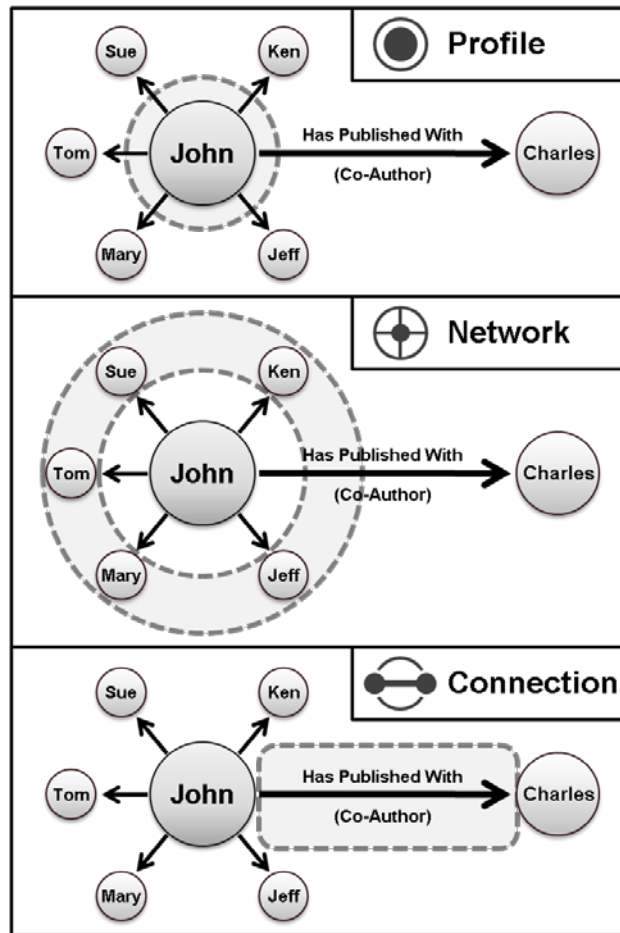 Profile
Sue
Ken
Tom
John
Has Published With
(Co-Author)
Charles
Mary
Jeff
Network
Sue
Ken
Tom
John
Has Published With
(Co-Author)
Charles
Mary
Jeff
Connection
Sue
Ken
Tom
John
Has Published With
(Co-Author)
Charles
Mary
Jeff